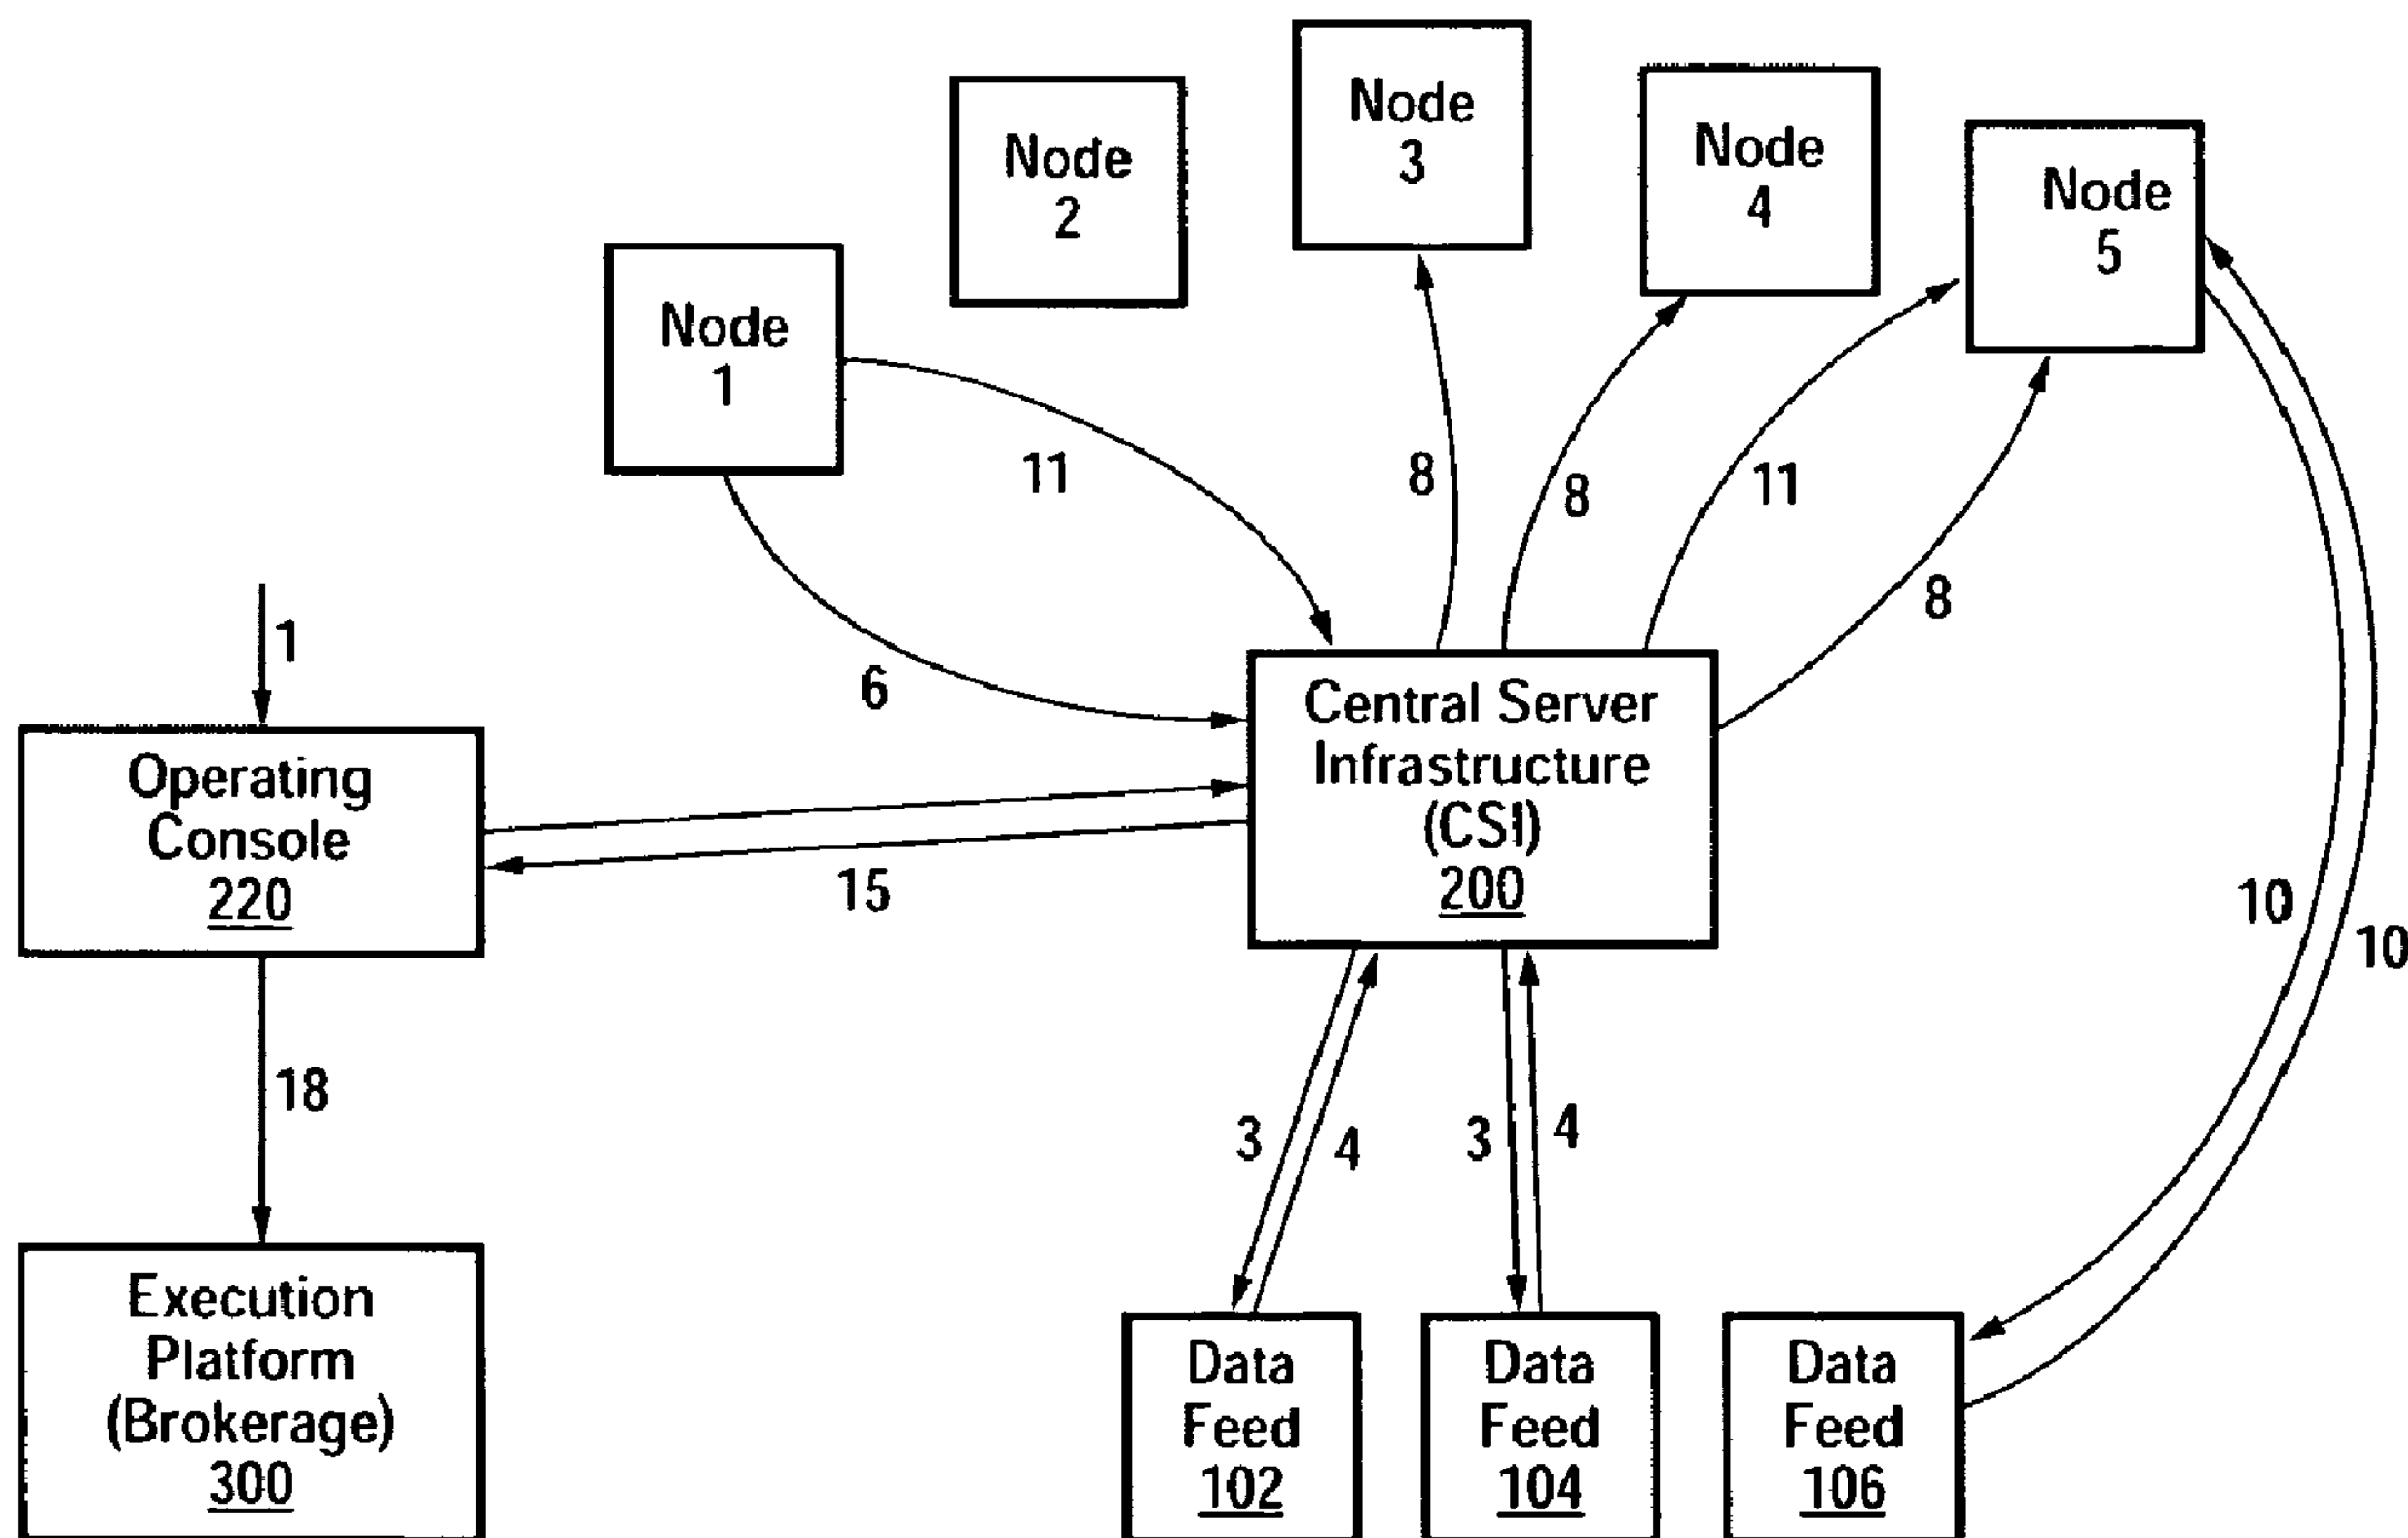 Node
3
Node
4
Node
2
Node
5
Node
1
11
8
8
11
8
1
6
Operating
Console
220
Central Server
Infrastructure
(CSI)
200
15
10
10
18
3
4
3
4
Execution
Platform
(Brokerage)
300
Data
Feed
102
Data
Feed
104
Data
Feed
106